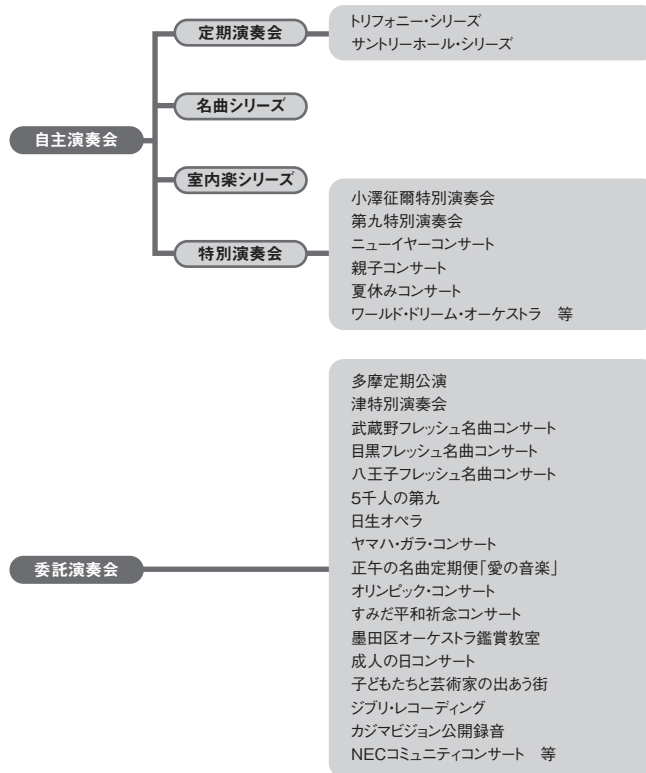 自主演奏会
定期演奏会
トリフォニー・シリーズ
サントリーホール・シリーズ
名曲シリーズ
室内楽シリーズ
特別演奏会
小澤征爾特別演奏会
第九特別演奏会
ニューイヤーコンサート
親子コンサート
夏休みコンサート
ワールド・ドリーム・オーケストラ　等
委託演奏会
多摩定期公演
津特別演奏会
武蔵野フレッシュ名曲コンサート
目黒フレッシュ名曲コンサート
八王子フレッシュ名曲コンサート
5千人の第九
日生オペラ
ヤマハ・ガラ・コンサート
正午の名曲定期便「愛の音楽」
オリンピック・コンサート
すみだ平和祈念コンサート
墨田区オーケストラ鑑賞教室
成人の日コンサート
子どもたちと芸術家の出あう街
ジブリ・レコーディング
カジマビジョン公開録音
NECコミュニティコンサート　等